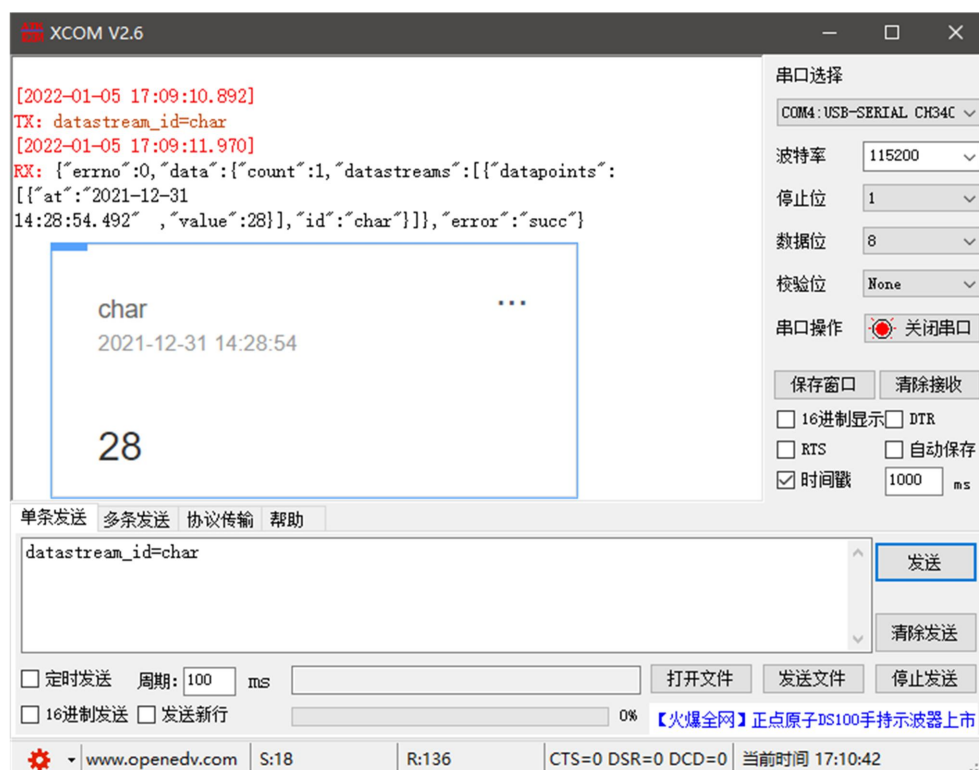 XCOM V2.6
[2022-01-05 17:09:10.892]
TX: datastream_id=char
[2022-01-05 17:09:11.970]
RX: {"errno":0,"data":{"count":1,"datastreams":[{"datapoints":
[{"at":"2021-12-31
14:28:54.492"  ,"value":28}],"id":"char"}]},"error":"succ"}
char
...
2021-12-31 14:28:54
28
串口选择
COM4:USB-SERIAL CH34C
波特率 115200
停止位 1
数据位 8
校验位 None
串口操作 关闭串口
保存窗口 清除接收
16进制显示 DTR
RTS 自动保存
时间戳 1000 ms
单条发送 多条发送 协议传输 帮助
datastream_id=char
发送
清除发送
定时发送 周期: 100 ms 打开文件 发送文件 停止发送
16进制发送 发送新行 0% 【火爆全网】正点原子DS100手持示波器上市
www.openedv.com S:18 R:136 CTS=0 DSR=0 DCD=0 当前时间 17:10:42